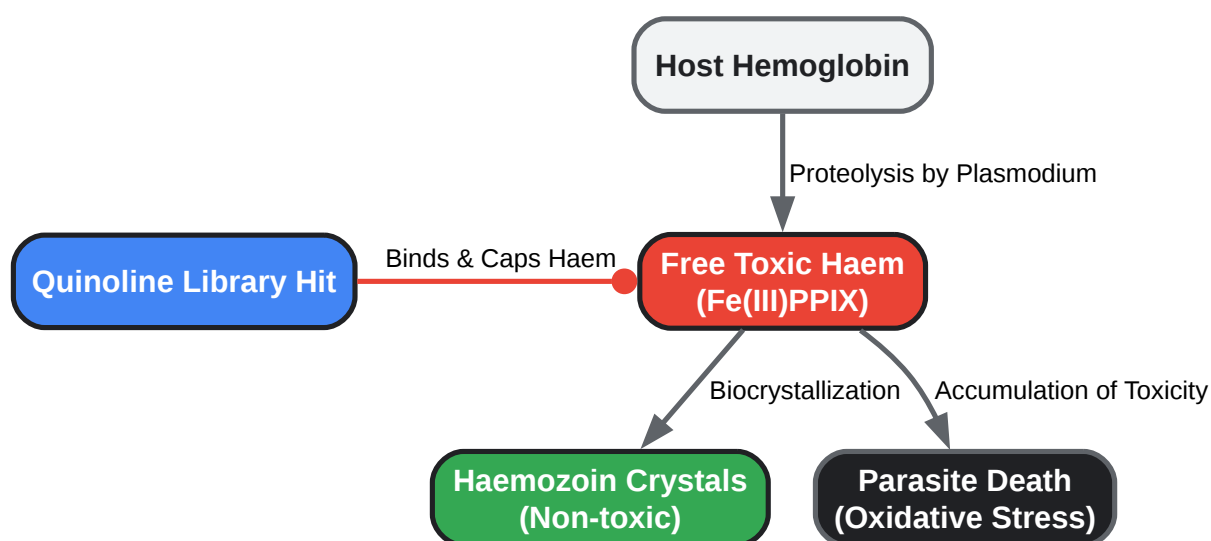 Host Hemoglobin
Proteolysis by Plasmodium
Quinoline Library Hit
Binds & Caps Haem
Free Toxic Haem
(Fe(III)PPIX)
Biocrystallization
Accumulation of Toxicity
Haemozoin Crystals
(Non-toxic)
Parasite Death
(Oxidative Stress)